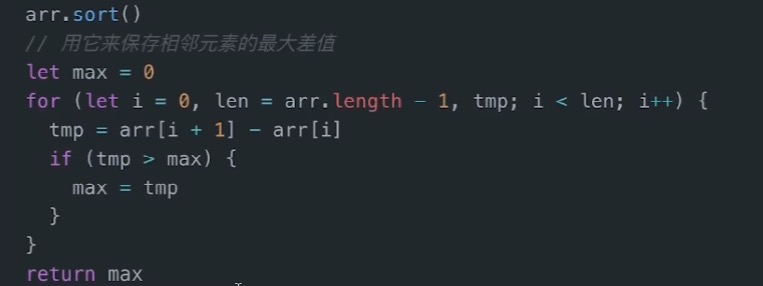 arr.sort()
// 用它来保存相邻元素的最大差值
let max = 0
for (let i = 0, len = arr.length - 1, tmp; i < len; i++) {
  tmp = arr[i + 1] - arr[i]
  if (tmp > max) {
    max = tmp
  }
}
return max